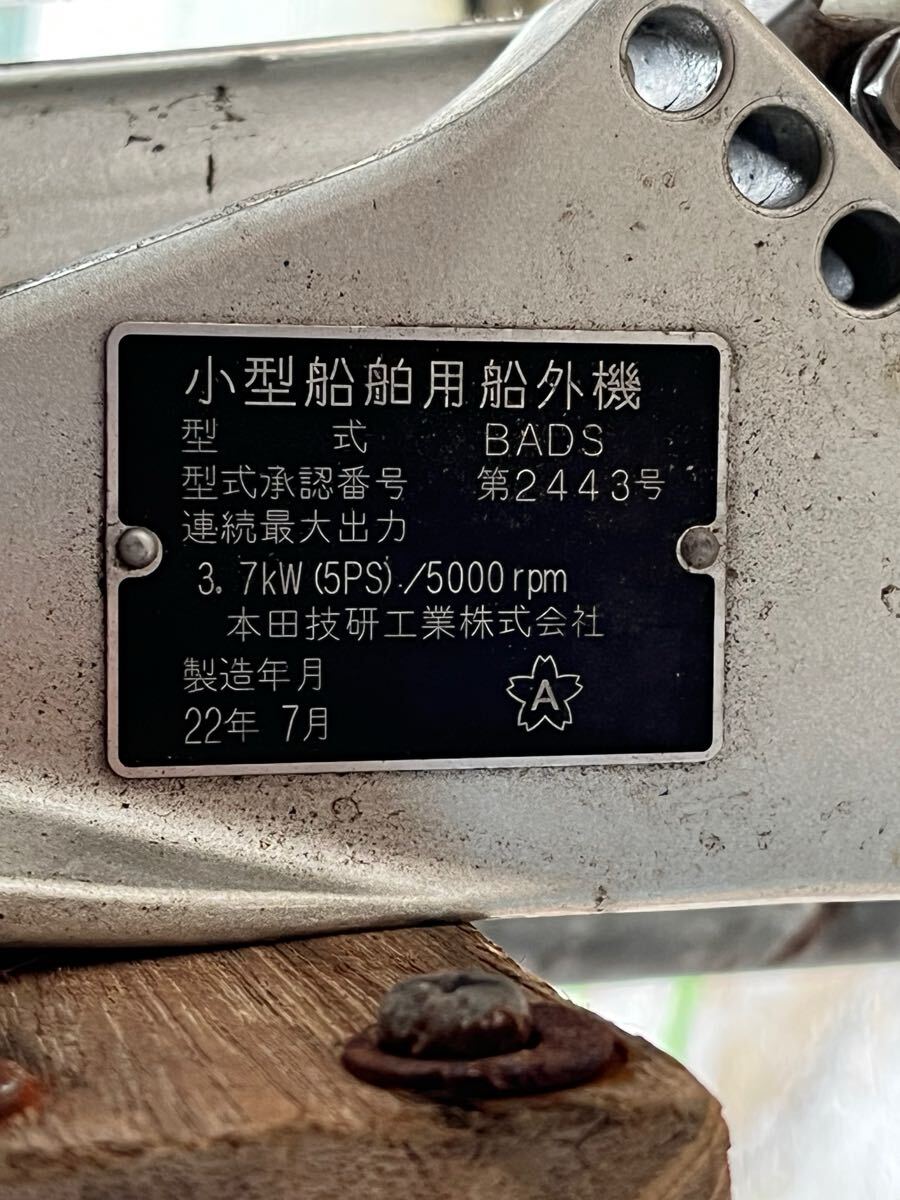 小型船舶用船外機
型 式 BADS
型式承認番号 第2443号
連続最大出力
3.7kW (5PS)/5000rpm
本田技研工業株式会社
製造年月
22年 7月
A